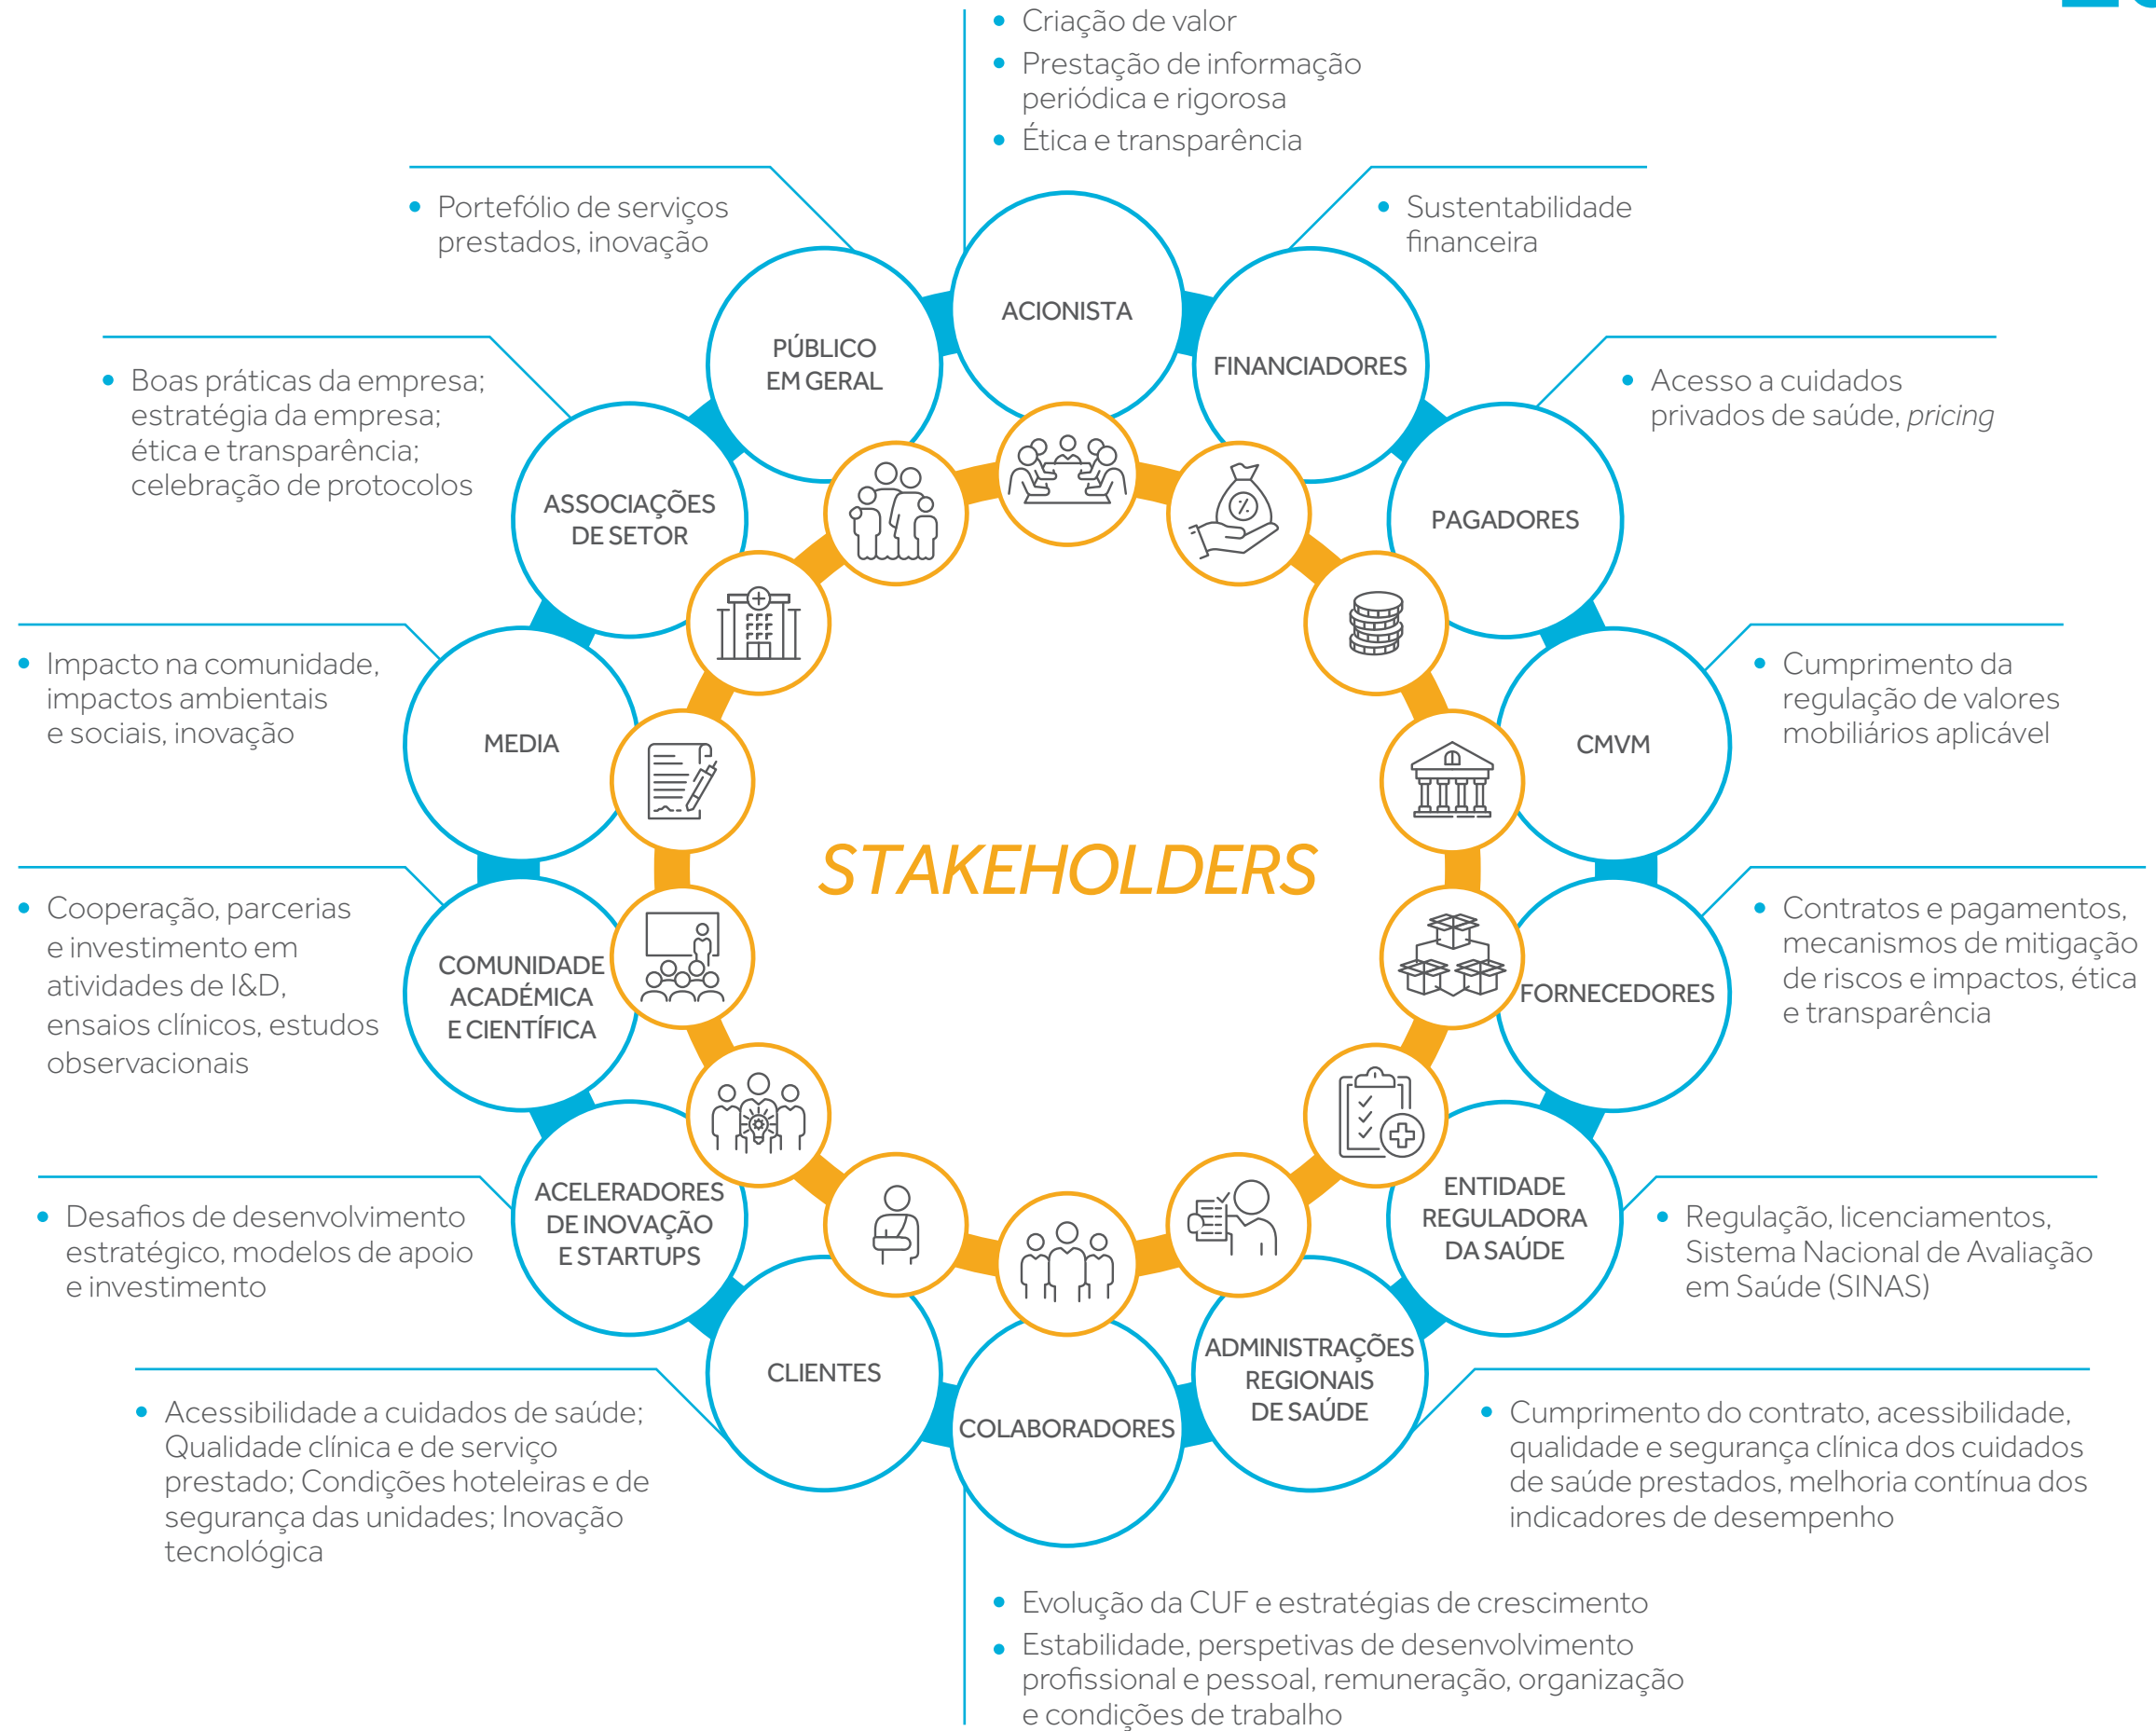 Criação de valor
Prestação de informação
periódica e rigorosa
Ética e transparência
Portefólio de serviços
prestados, inovação
Sustentabilidade
financeira
ACIONISTA
PÚBLICO
EM GERAL
FINANCIADORES
Boas práticas da empresa;
estratégia da empresa;
ética e transparência;
celebração de protocolos
Acesso a cuidados
privados de saúde, pricing
ASSOCIAÇÕES
DE SETOR
PAGADORES
Impacto na comunidade,
impactos ambientais
e sociais, inovação
MEDIA
CMVM
Cumprimento da
regulação de valores
mobiliários aplicável
STAKEHOLDERS
Cooperação, parcerias
e investimento em
atividades de I&D,
ensaios clínicos, estudos
observacionais
COMUNIDADE
ACADÉMICA
E CIENTÍFICA
FORNECEDORES
Contratos e pagamentos,
mecanismos de mitigação
de riscos e impactos, ética
e transparência
Desafios de desenvolvimento
estratégico, modelos de apoio
e investimento
ACELERADORES
DE INOVAÇÃO
E STARTUPS
ENTIDADE
REGULADORA
DA SAÚDE
Regulação, licenciamentos,
Sistema Nacional de Avaliação
em Saúde (SINAS)
CLIENTES
COLABORADORES
ADMINISTRAÇÕES
REGIONAIS
DE SAÚDE
Acessibilidade a cuidados de saúde;
Qualidade clínica e de serviço
prestado; Condições hoteleiras e de
segurança das unidades; Inovação
tecnológica
Cumprimento do contrato, acessibilidade,
qualidade e segurança clínica dos cuidados
de saúde prestados, melhoria contínua dos
indicadores de desempenho
Evolução da CUF e estratégias de crescimento
Estabilidade, perspetivas de desenvolvimento
profissional e pessoal, remuneração, organização
e condições de trabalho